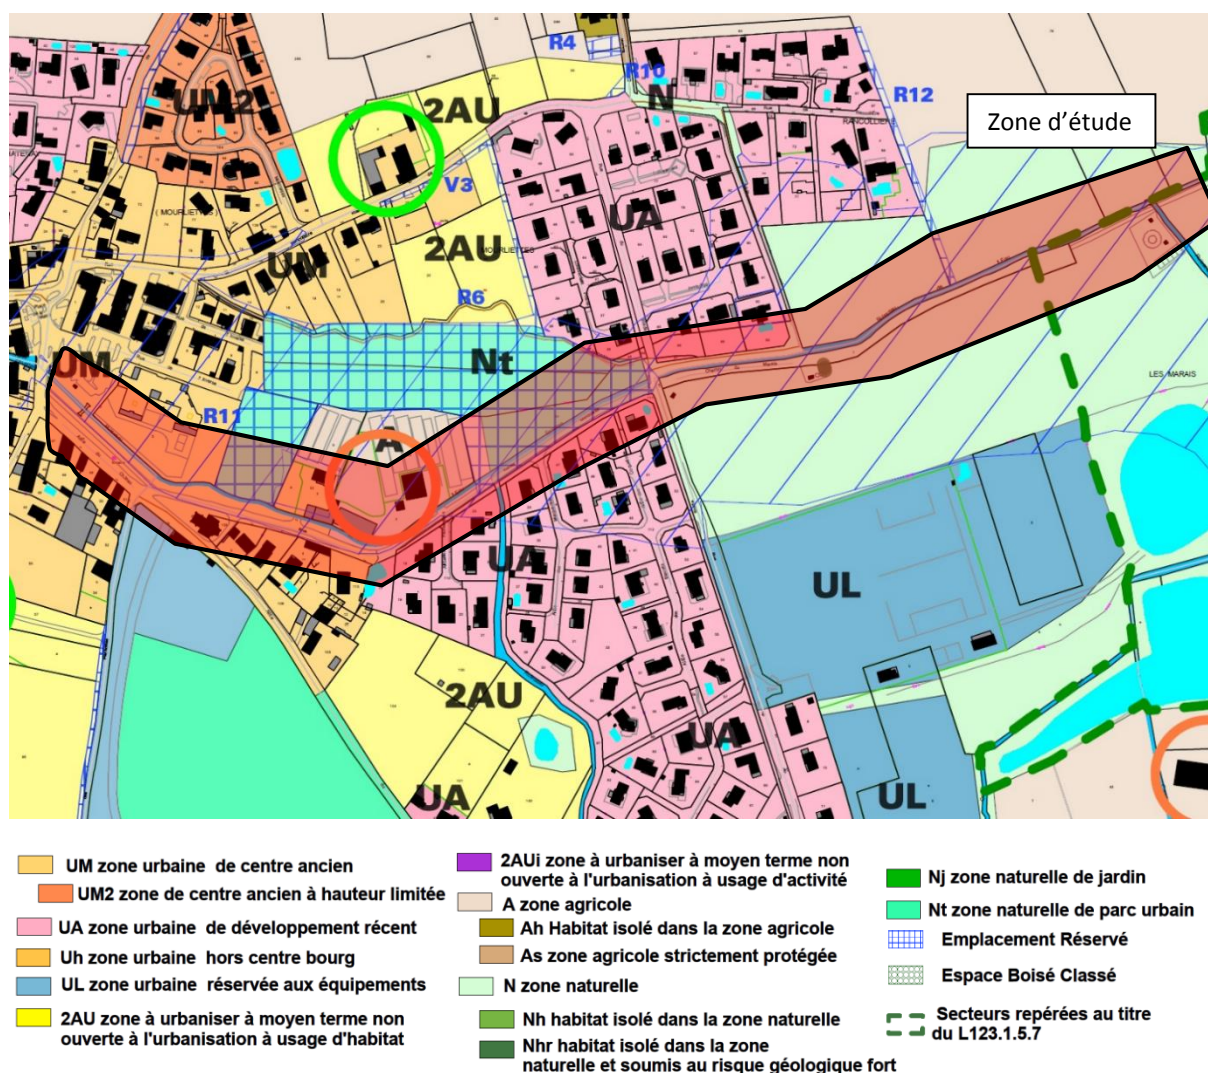 R4
R10
N
R12
UM2
2AU
Zone d'étude
V3
( MOURLIETTES )
UA
2AU
MOURLIETTES
UM
R6
Nt
UM
R11
A
LES MARAIS
UA
UL
2AU
UA
UA
UL
UM zone urbaine de centre ancien
UM2 zone de centre ancien à hauteur limitée
UA zone urbaine de développement récent
Uh zone urbaine hors centre bourg
UL zone urbaine réservée aux équipements
2AU zone à urbaniser à moyen terme non
ouverte à l'urbanisation à usage d'habitat
2AUi zone à urbaniser à moyen terme non
ouverte à l'urbanisation à usage d'activité
A zone agricole
Ah Habitat isolé dans la zone agricole
As zone agricole strictement protégée
N zone naturelle
Nh habitat isolé dans la zone naturelle
Nhr habitat isolé dans la zone
naturelle et soumis au risque géologique fort
Nj zone naturelle de jardin
Nt zone naturelle de parc urbain
Emplacement Réservé
Espace Boisé Classé
Secteurs repérées au titre
du L123.1.5.7